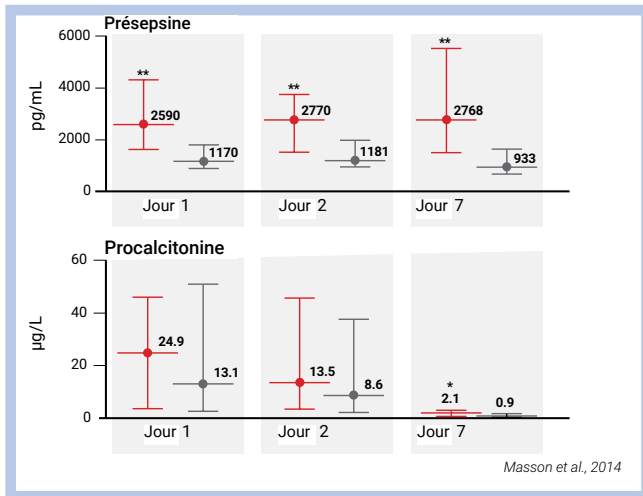 Présepsine
6000
4000
2000
0
pg/mL
**
2590
1170
**
2770
1181
**
2768
933
Jour 1
Jour 2
Jour 7
Procalcitonine
60
40
20
0
µg/L
24.9
13.1
13.5
8.6
*
2.1
0.9
Jour 1
Jour 2
Jour 7
Masson et al., 2014